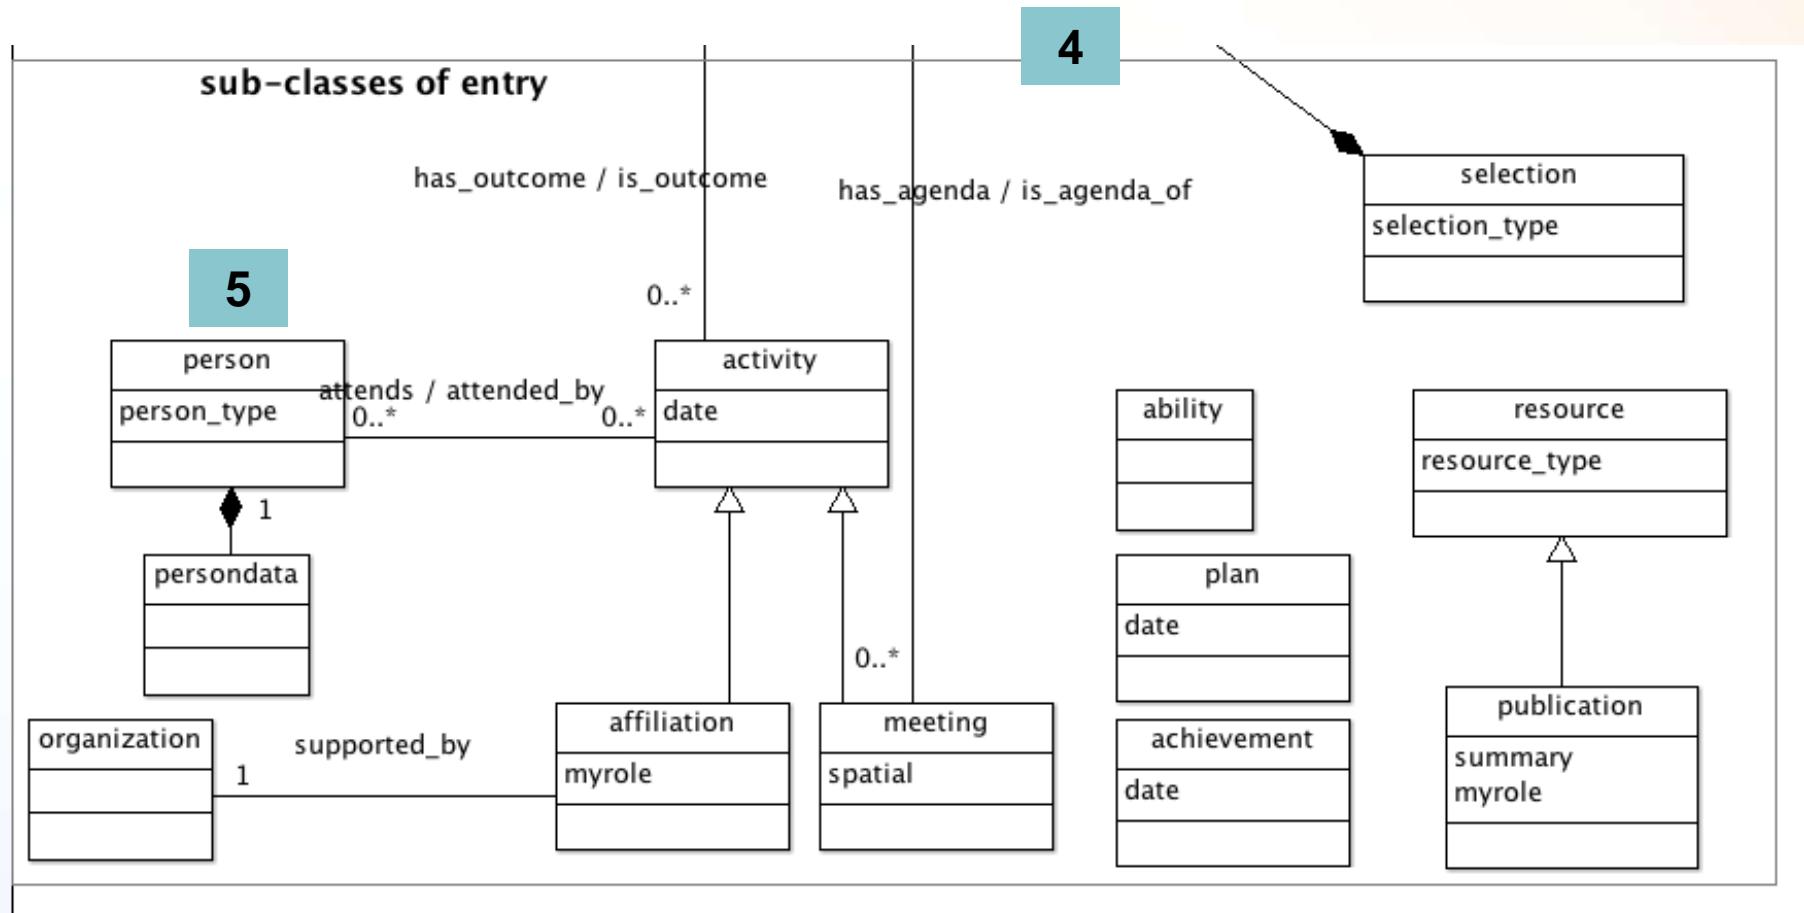 4
sub-classes of entry
has_outcome / is_outcome
has_agenda / is_agenda_of
selection
selection_type
5
0..*
person
person_type
attends / attended_by
0..*
0..*
activity
date
ability
resource
resource_type
1
persondata
plan
date
0..*
organization
supported_by
1
affiliation
myrole
meeting
spatial
achievement
date
publication
summary
myrole